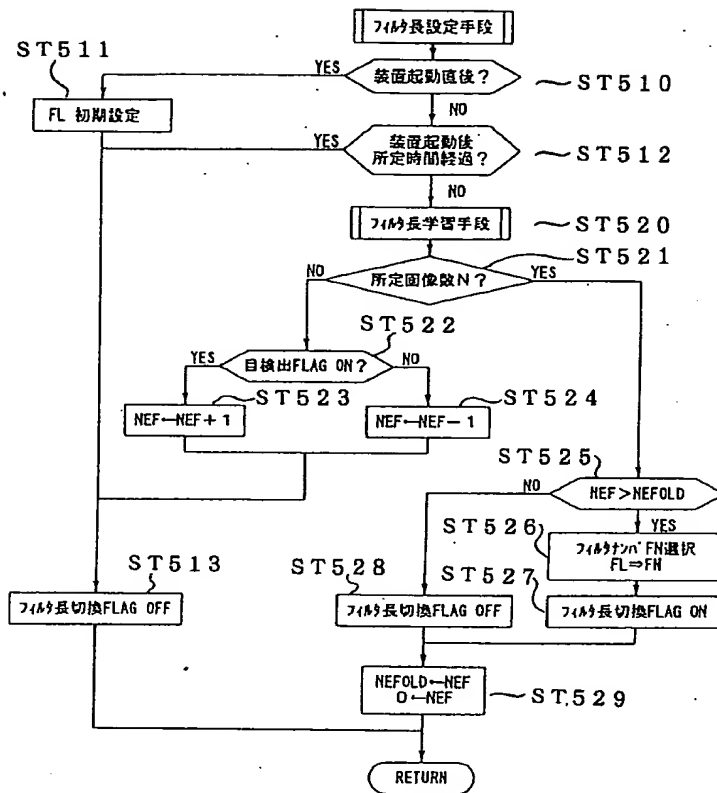 ST511
フィルタ長設定手段
YES
装置起動直後?
ST510
FL 初期設定
NO
YES
装置起動後
所定時間経過?
ST512
NO
フィルタ長学習手段
ST520
ST521
NO
所定画像数N?
YES
ST522
YES
目検出FLAG ON?
NO
ST523
ST524
NEF←NEF+1
NEF←NEF-1
ST525
NO
NEF>NEFOLD
ST526
YES
フィルタナンバFN選択
FL⇒FN
ST513
ST528
ST527
フィルタ長切換FLAG OFF
フィルタ長切換FLAG OFF
フィルタ長切換FLAG ON
NEFOLD←NEF
0←NEF
ST.529
RETURN